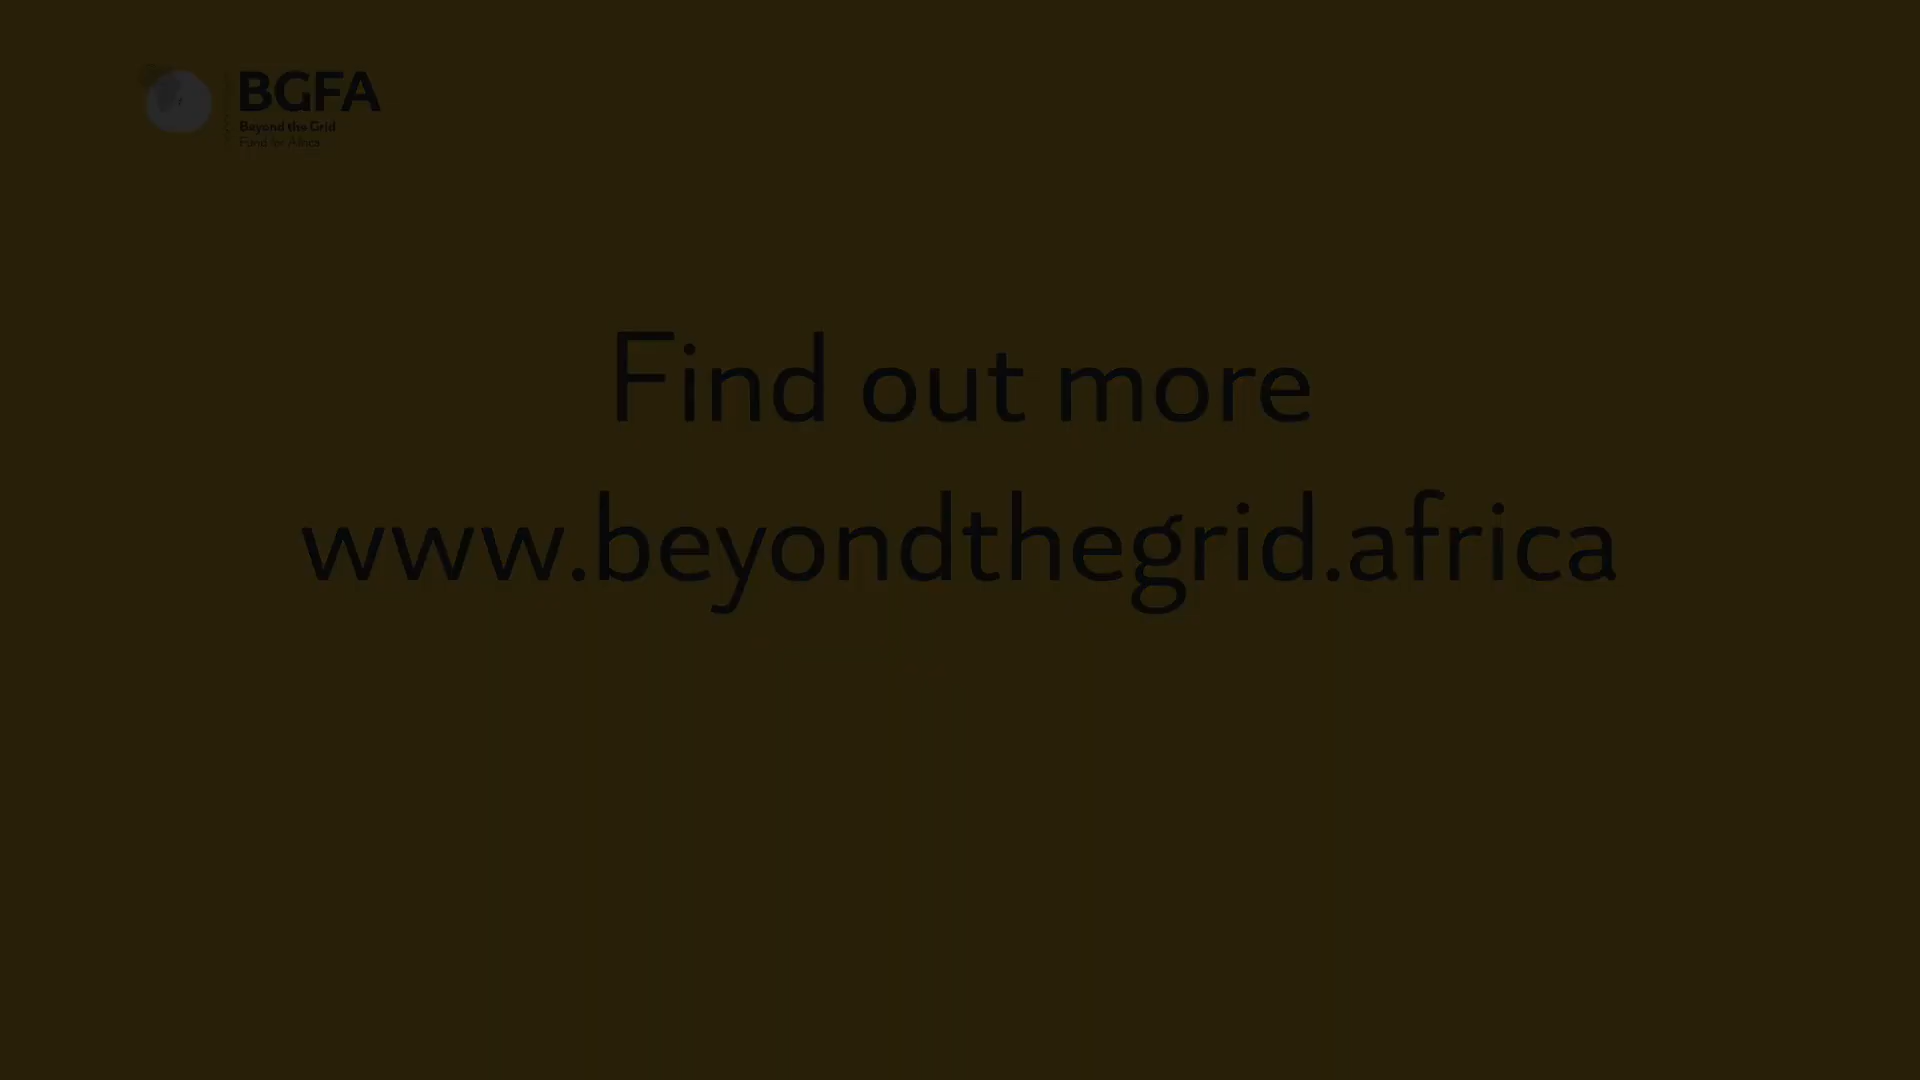 BGFA
Beyond the Grid
Fund for Africa
Find out more
www.beyondthegrid.africa